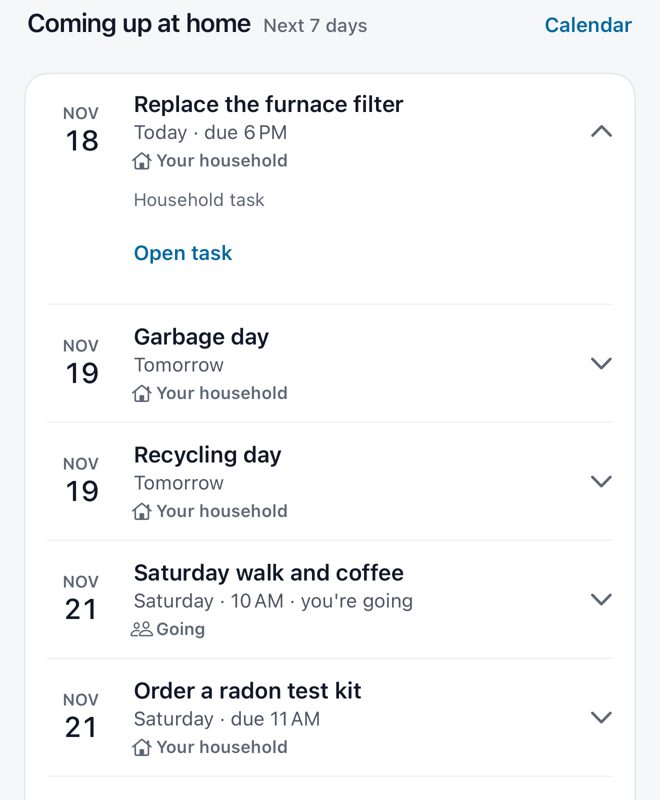 Coming up at home Next 7 days Calendar
NOV
18
Replace the furnace filter
Today · due 6 PM
Your household
Household task
Open task
NOV
19
Garbage day
Tomorrow
Your household
NOV
19
Recycling day
Tomorrow
Your household
NOV
21
Saturday walk and coffee
Saturday · 10 AM · you're going
Going
NOV
21
Order a radon test kit
Saturday · due 11 AM
Your household